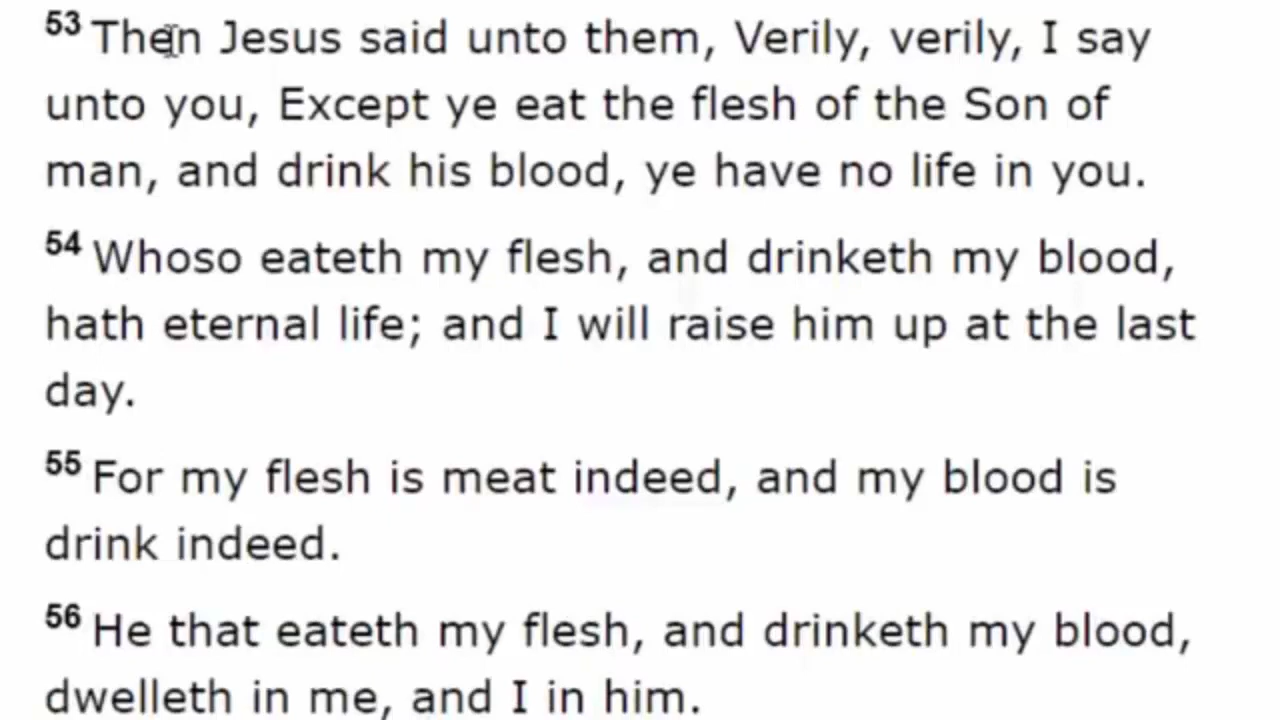 53 Then Jesus said unto them, Verily, verily, I say
unto you, Except ye eat the flesh of the Son of
man, and drink his blood, ye have no life in you.
54 Whoso eateth my flesh, and drinketh my blood,
hath eternal life; and I will raise him up at the last
day.
55 For my flesh is meat indeed, and my blood is
drink indeed.
56 He that eateth my flesh, and drinketh my blood,
dwelleth in me, and I in him.